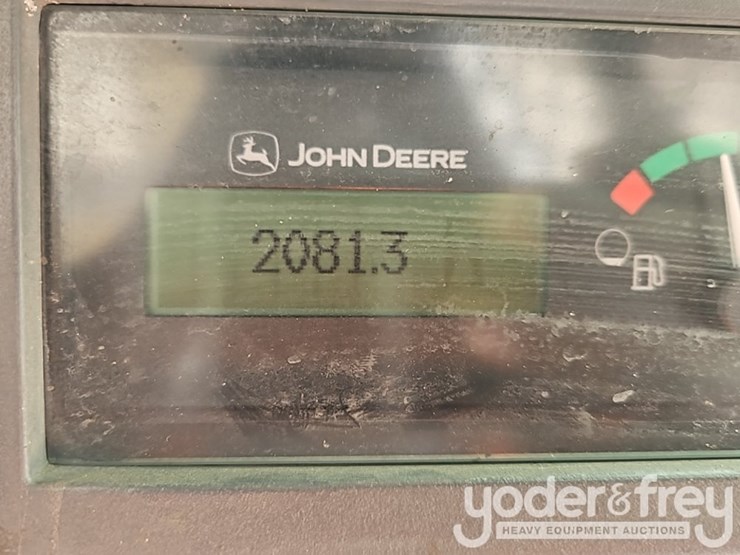 JOHN DEERE
2081.3
yoder&frey
HEAVY EQUIPMENT AUCTIONS